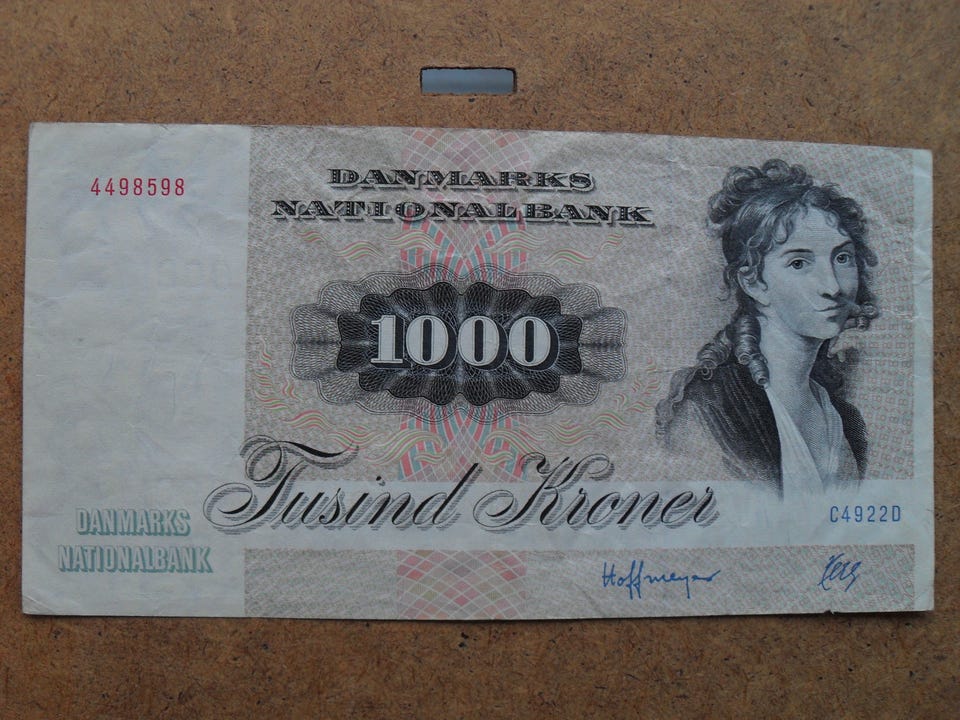 4498598
DANMARKS
NATIONALBANK
1000
Tusind Kroner
C4922D
DANMARKS
NATIONALBANK
Hoffmeyer